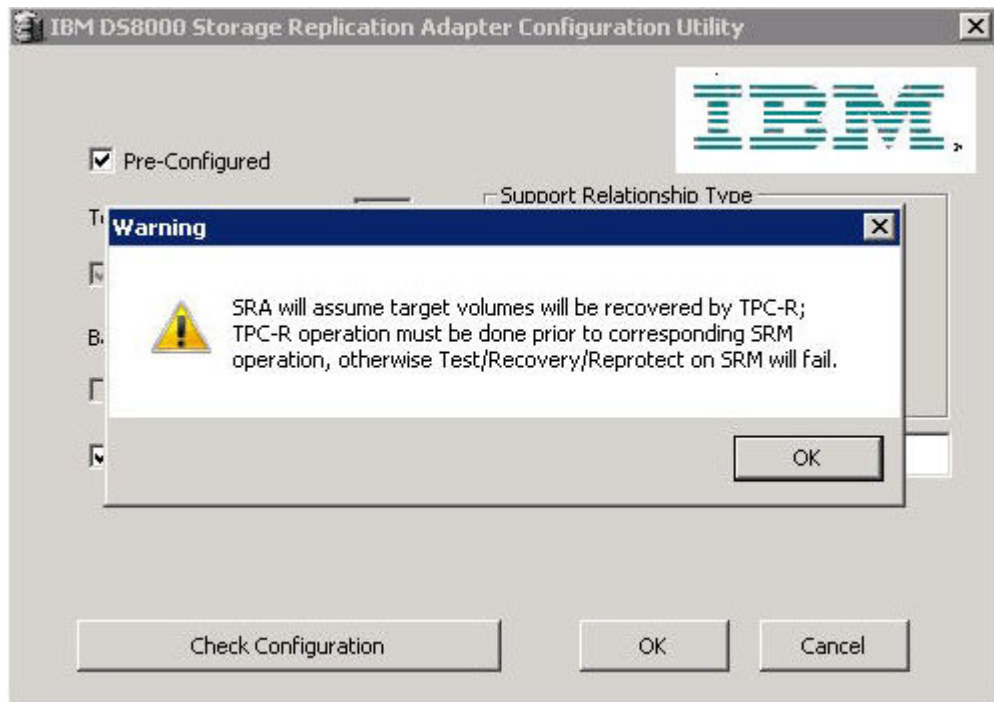 IBM DS8000 Storage Replication Adapter Configuration Utility
IBM
Pre-Configured
Support Relationship Type
Warning
SRA will assume target volumes will be recovered by TPC-R;
TPC-R operation must be done prior to corresponding SRM
operation, otherwise Test/Recovery/Reprotect on SRM will fail.
OK
Check Configuration
OK
Cancel